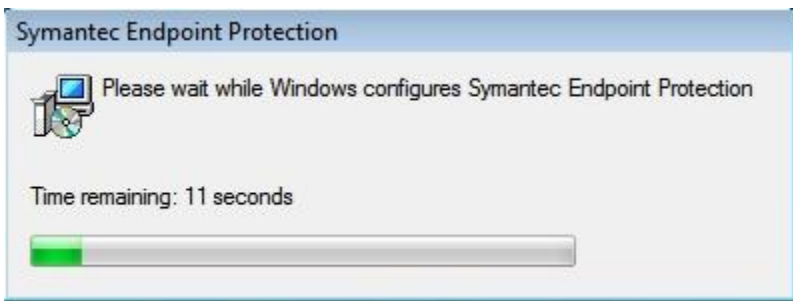 Symantec Endpoint Protection
Please wait while Windows configures Symantec Endpoint Protection
Time remaining: 11 seconds